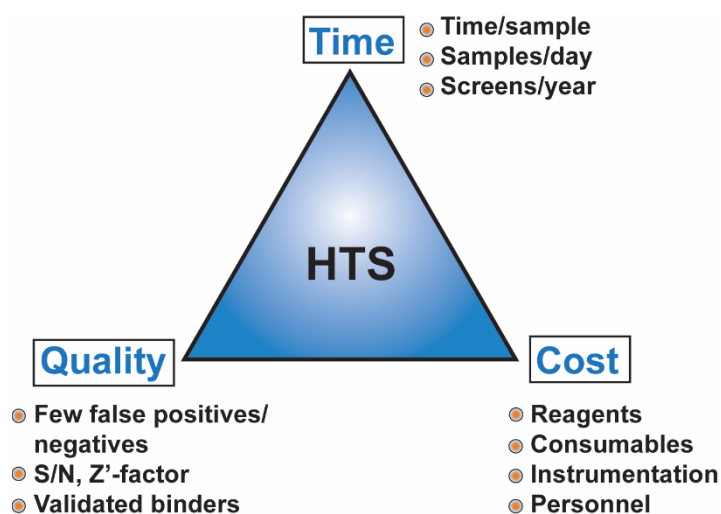 Time
Time/sample
Samples/day
Screens/year
HTS
Quality
Few false positives/
negatives
S/N, Z’-factor
Validated binders
Cost
Reagents
Consumables
Instrumentation
Personnel